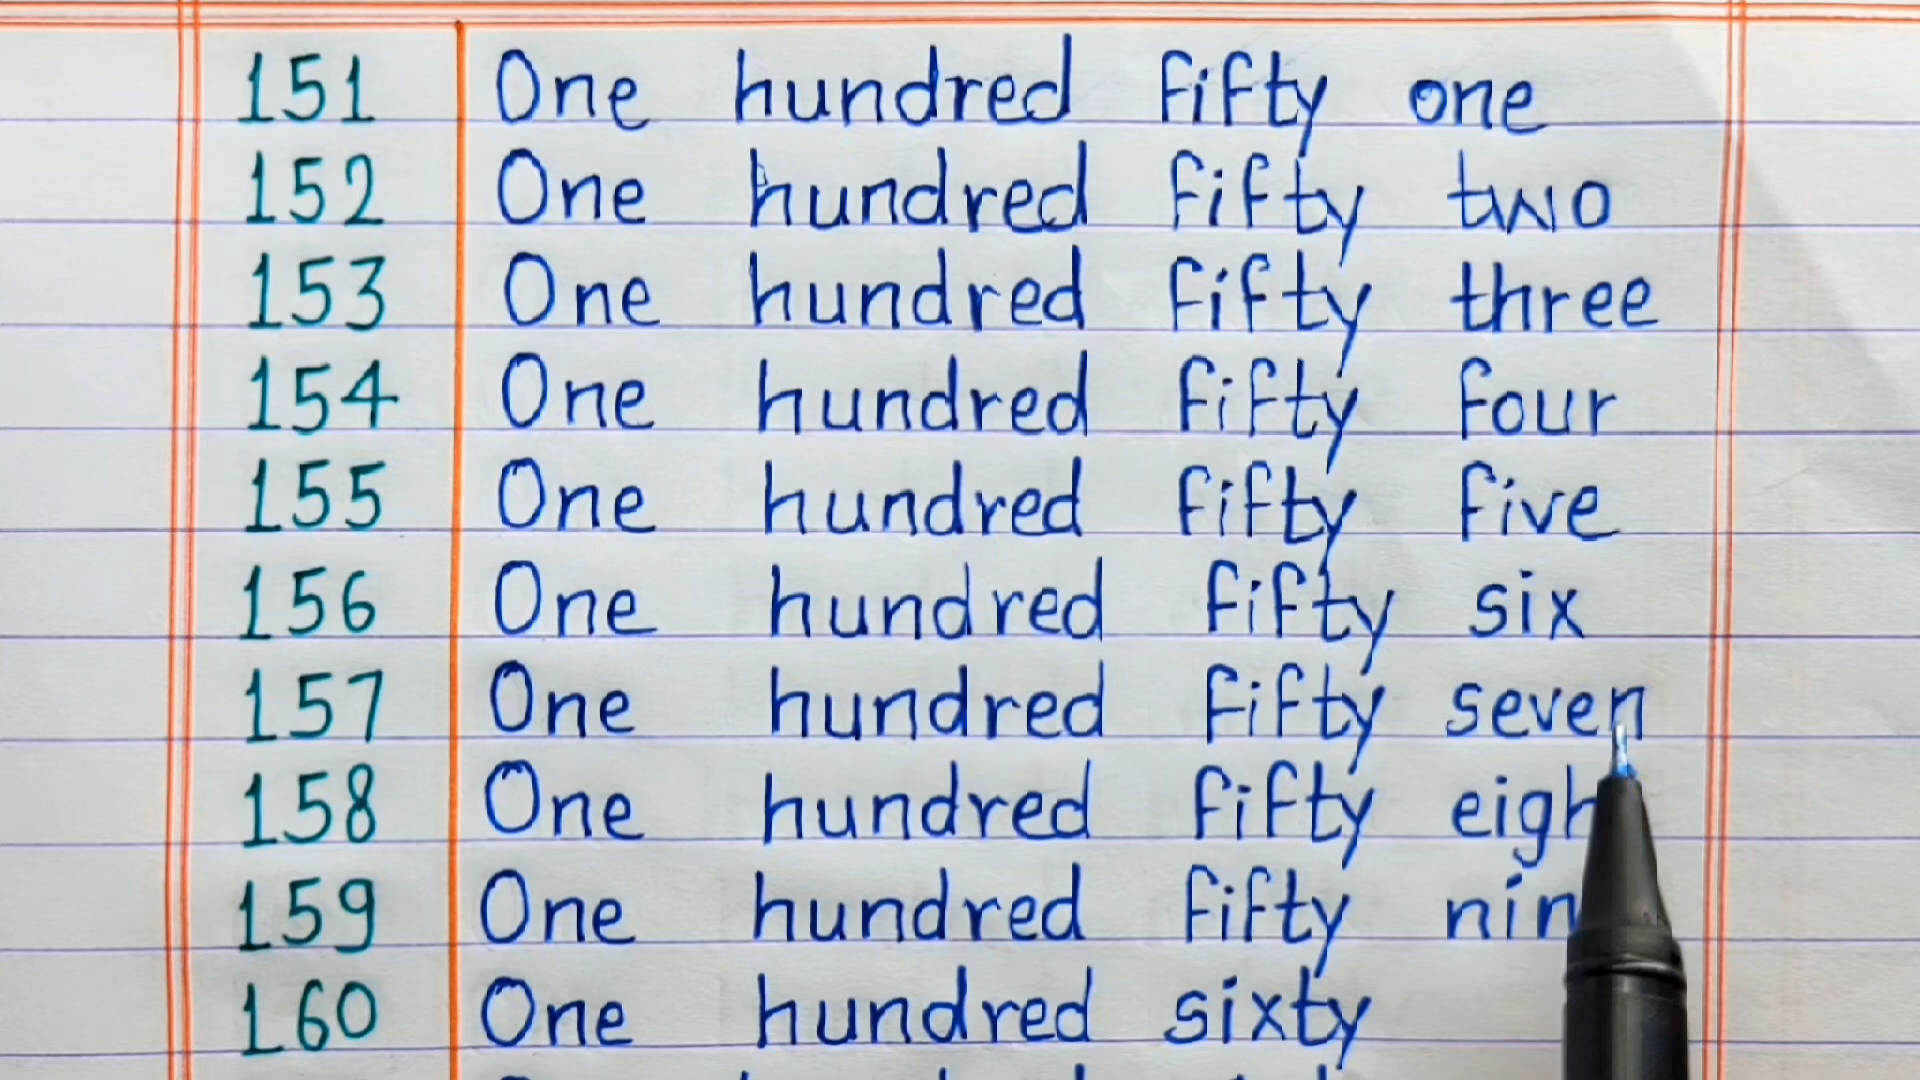 151 One hundred fifty one
152 One hundred fifty two
153 One hundred fifty three
154 One hundred fifty four
155 One hundred fifty five
156 One hundred fifty six
157 One hundred fifty seven
158 One hundred fifty
159 One hundred fifty
160 One hundred sixty